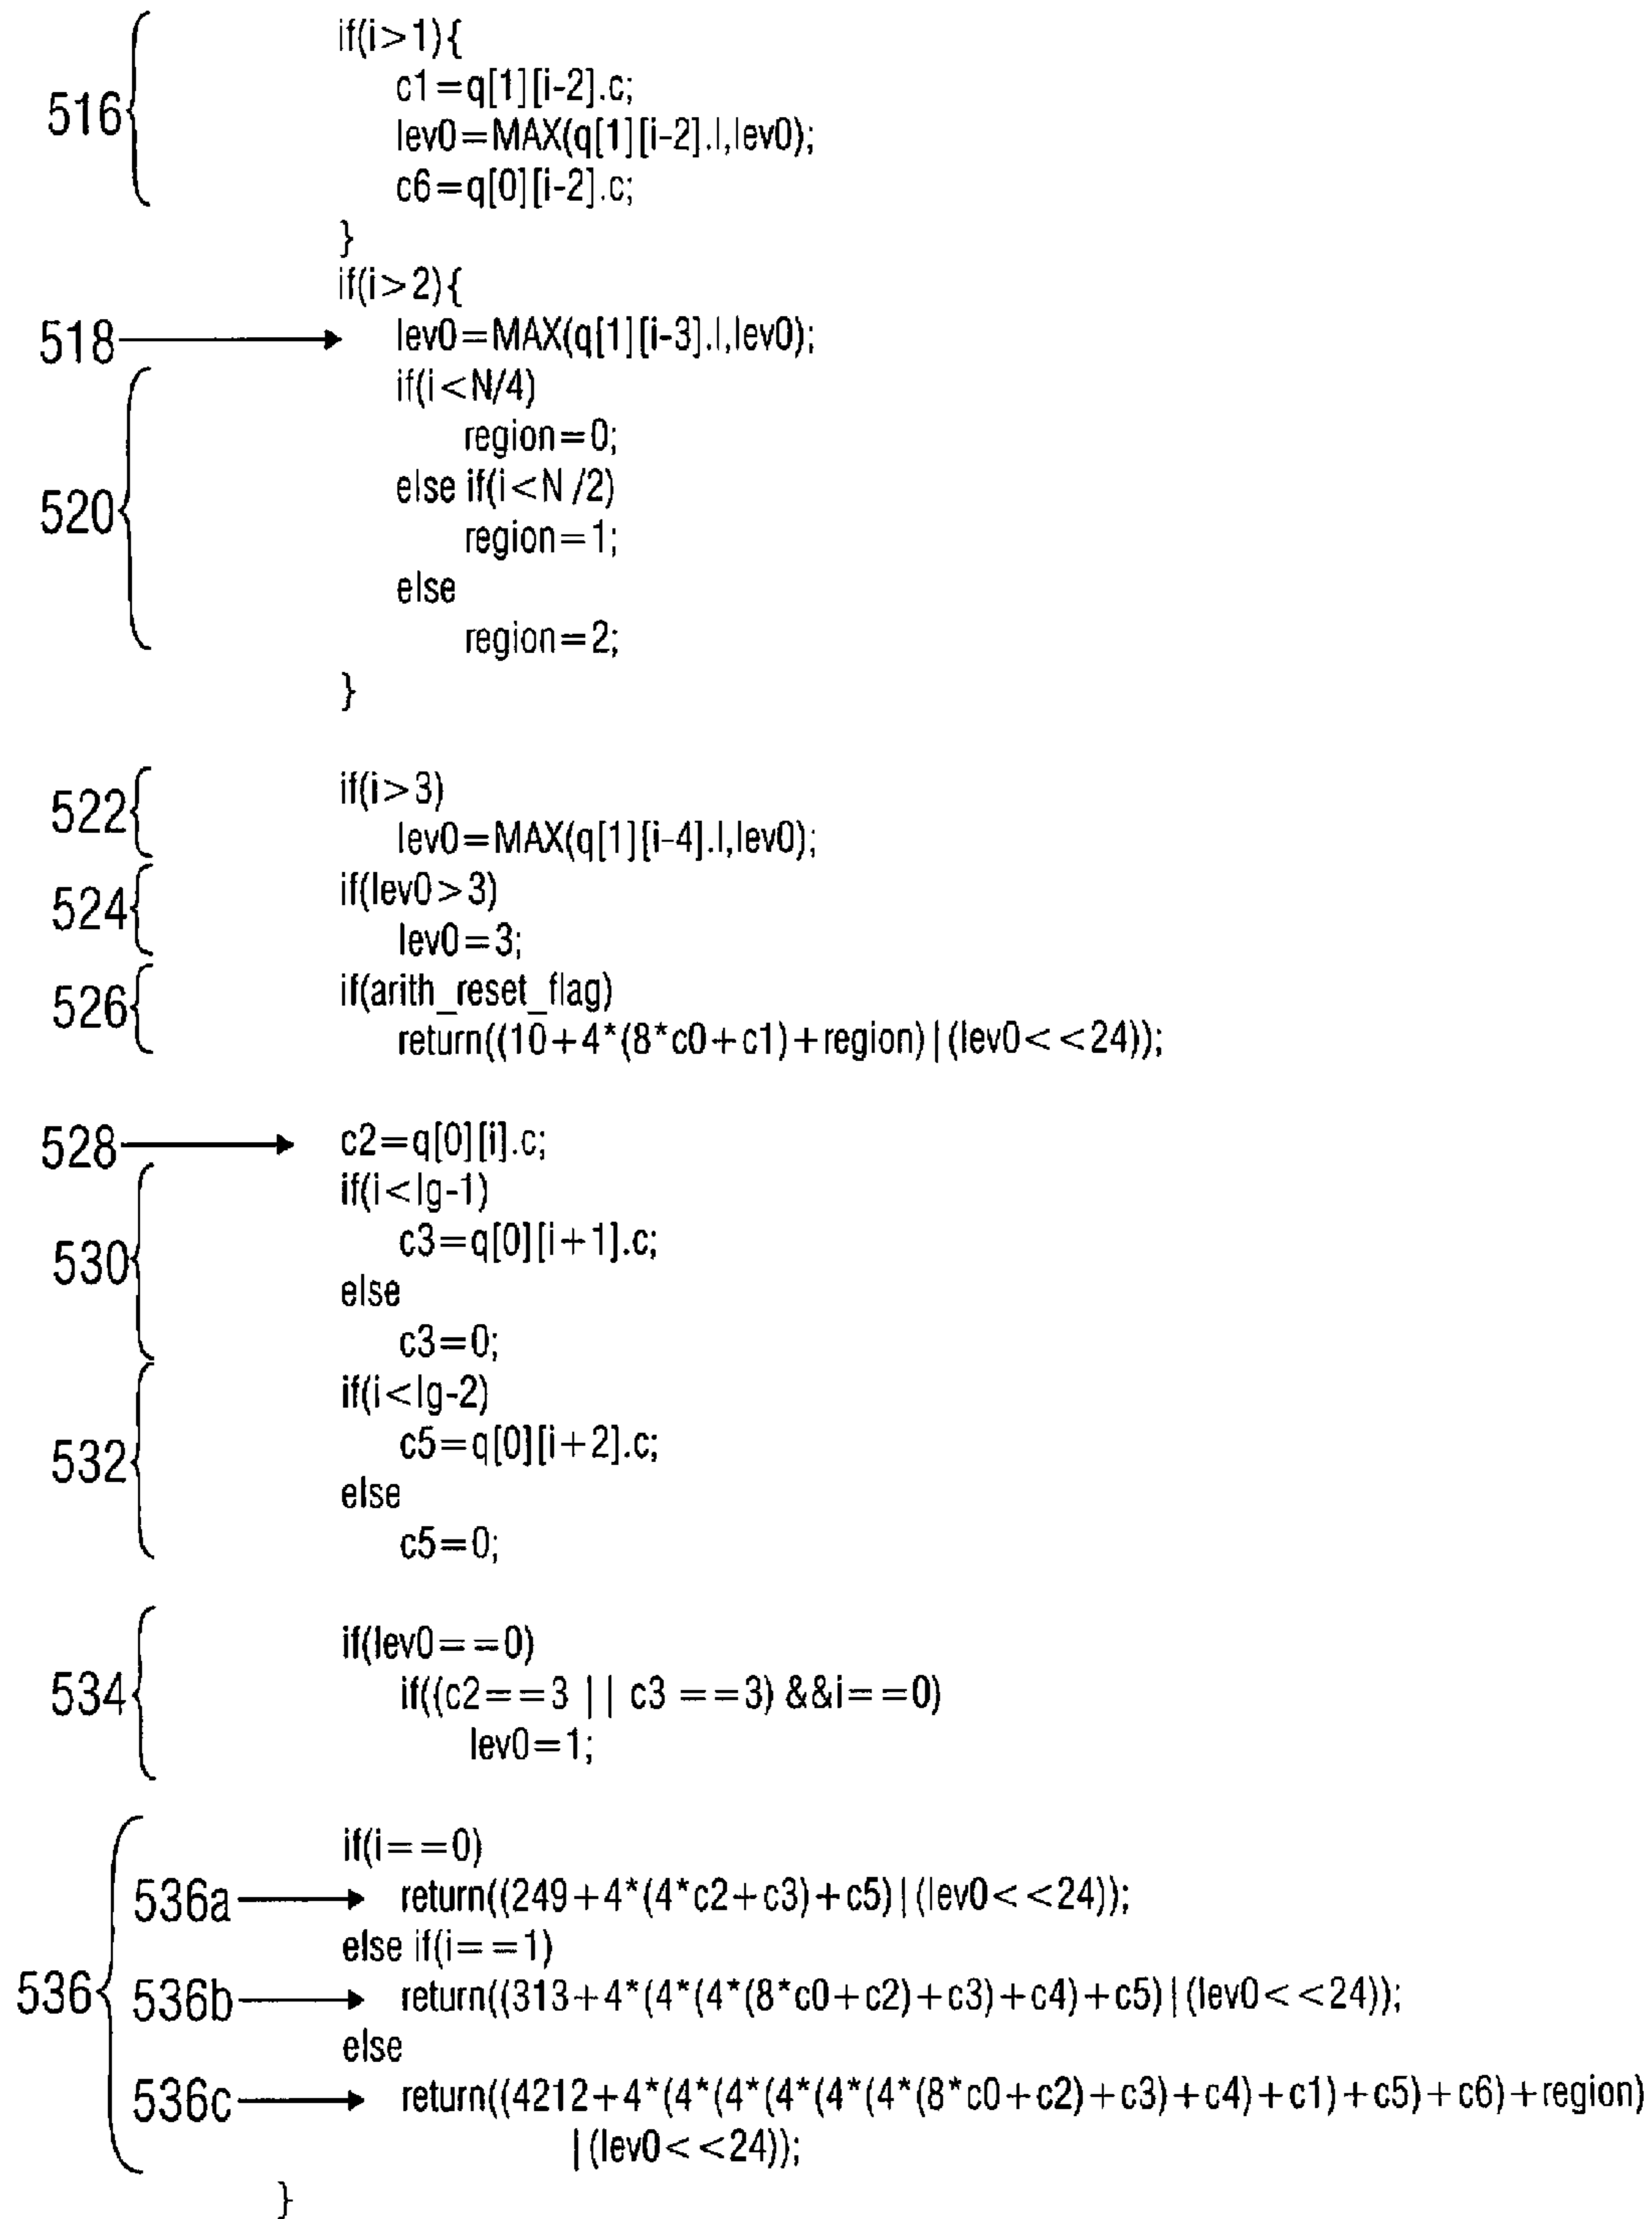 if(i>1){
516
c1=q[1][i-2].c;
lev0=MAX(q[1][i-2].l,lev0);
c6=q[0][i-2].c;
}
if(i>2){
518 lev0=MAX(q[1][i-3].l,lev0);
520
if(i<N/4)
region=0;
else if(i<N /2)
region=1;
else
region=2;
}
522
if(i>3)
lev0=MAX(q[1][i-4].l,lev0);
524
if(lev0>3)
lev0=3;
526
if(arith_reset_flag)
return((10+4*(8*c0+c1)+region)|(lev0<<24));
528 c2=q[0][i].c;
530
if(i<lg-1)
c3=q[0][i+1].c;
else
c3=0;
532
if(i<lg-2)
c5=q[0][i+2].c;
else
c5=0;
534
if(lev0==0)
if((c2==3 || c3 ==3) &&i==0)
lev0=1;
536
if(i==0)
536a return((249+4*(4*c2+c3)+c5)|(lev0<<24));
else if(i==1)
536b return((313+4*(4*(4*(8*c0+c2)+c3)+c4)+c5)|(lev0<<24));
else
536c return((4212+4*(4*(4*(4*(4*(4*(8*c0+c2)+c3)+c4)+c1)+c5)+c6)+region)
|(lev0<<24));
}